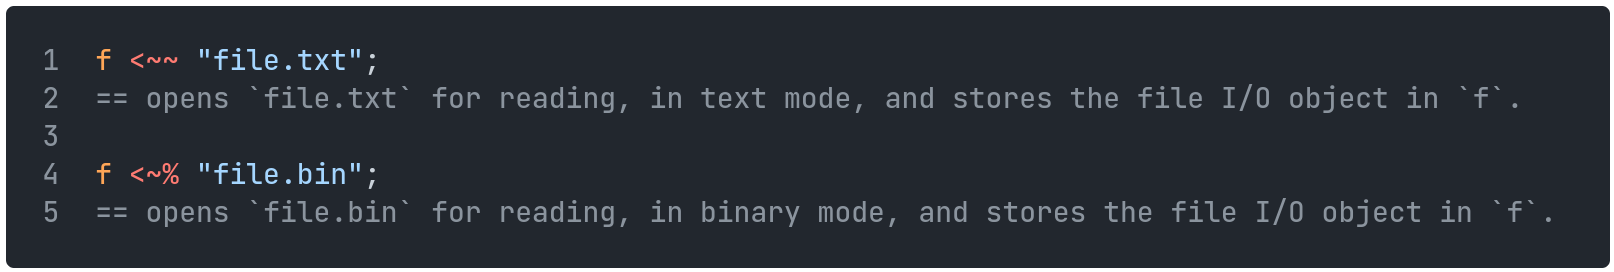 1 f <~~ "file.txt";
2 == opens `file.txt` for reading, in text mode, and stores the file I/O object in `f`.
3
4 f <~% "file.bin";
5 == opens `file.bin` for reading, in binary mode, and stores the file I/O object in `f`.